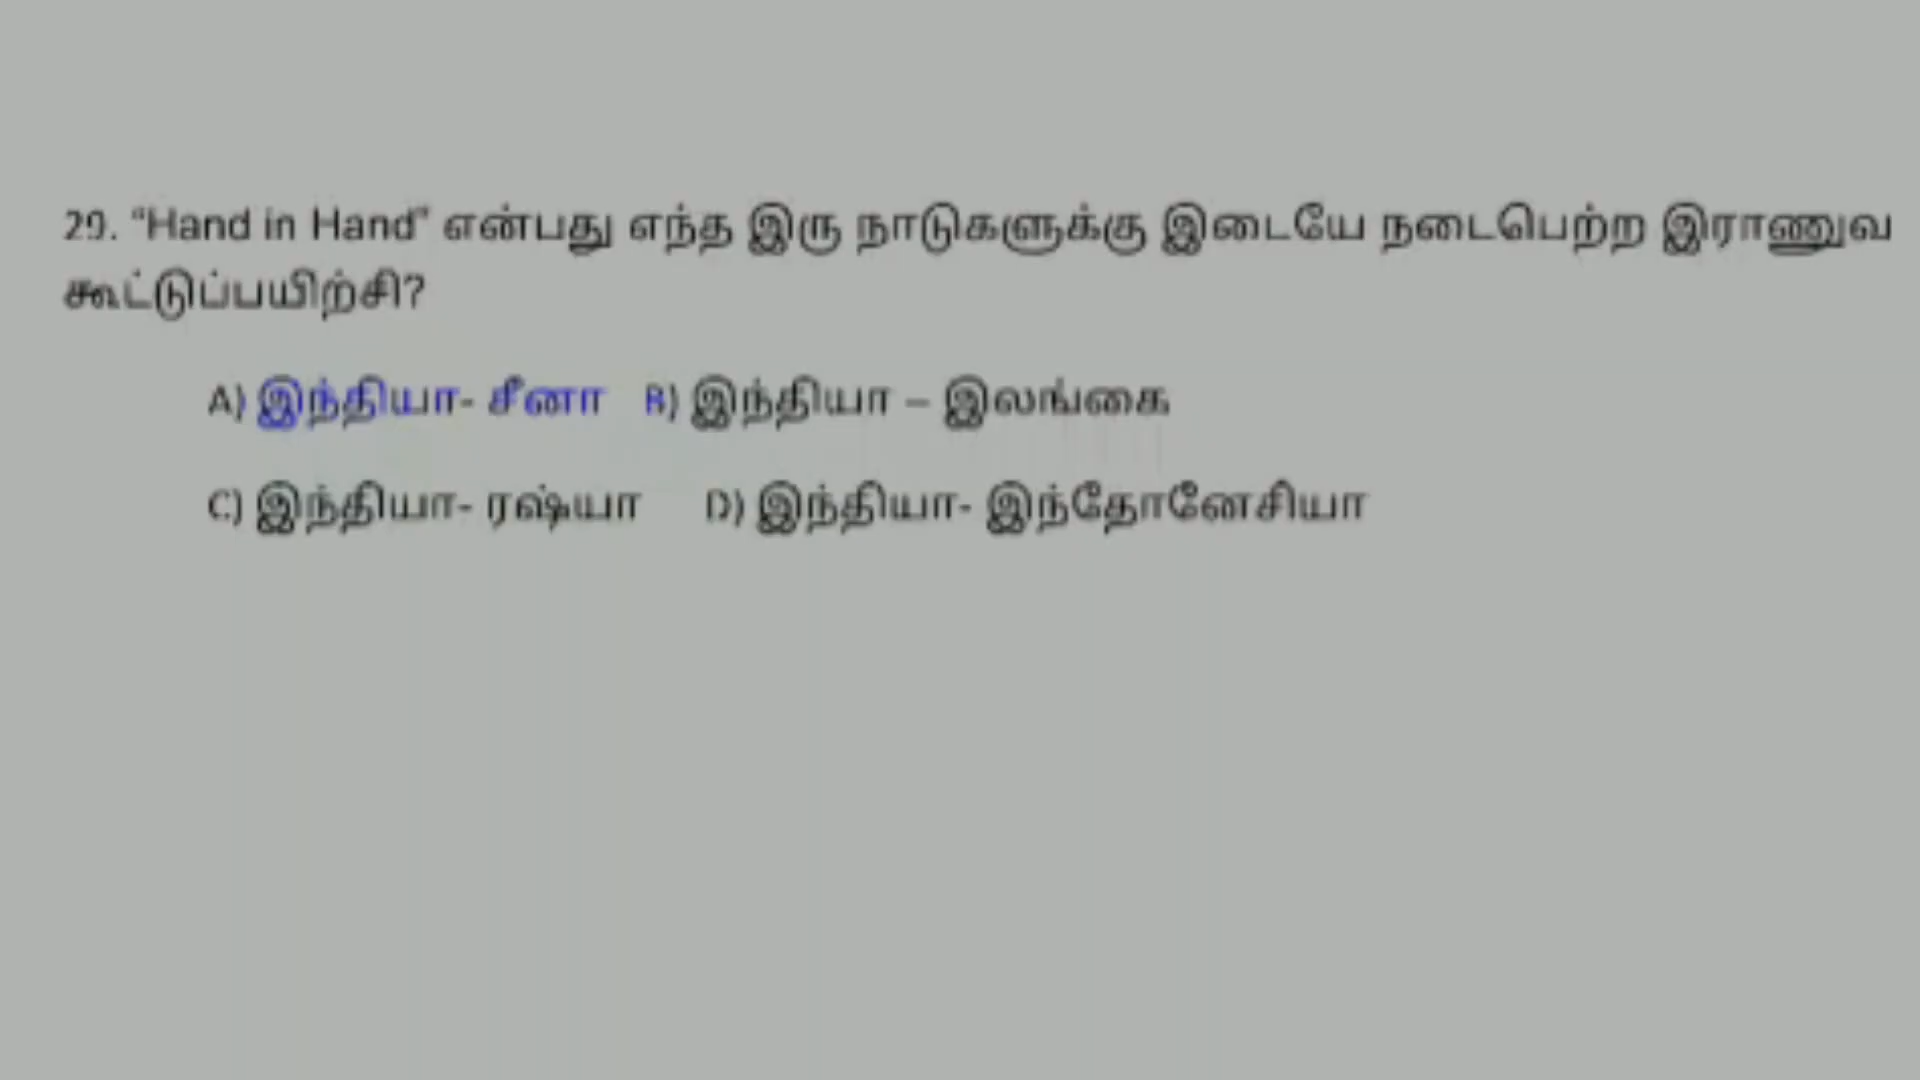 29. “Hand in Hand” என்பது எந்த இரு நாடுகளுக்கு இடையே நடைபெற்ற இராணுவ
கூட்டுப்பயிற்சி?
A) இந்தியா- சீனா B) இந்தியா – இலங்கை
C) இந்தியா- ரஷ்யா D) இந்தியா- இந்தோனேசியா